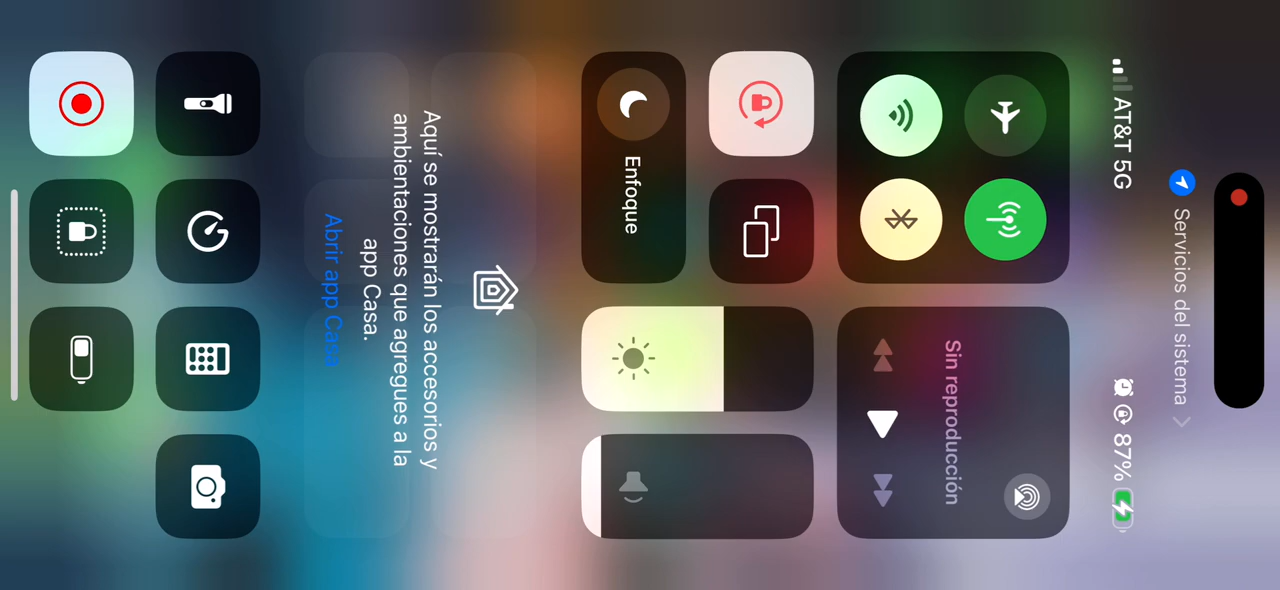 Servicios del sistema
AT&T 5G
87%
Sin reproducción
Enfoque
Aquí se mostrarán los accesorios y
ambientaciones que agregues a la
app Casa.
Abrir app Casa